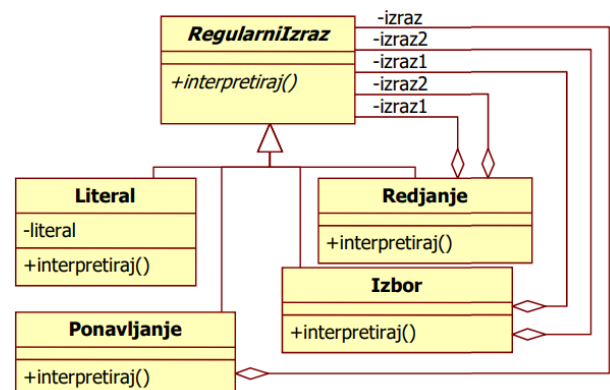 RegularniIzraz
+interpretiraj()
-izraz
-izraz2
-izraz1
-izraz2
-izraz1
Literal
-literal
+interpretiraj()
Redjanje
+interpretiraj()
Izbor
+interpretiraj()
Ponavljanje
+interpretiraj()